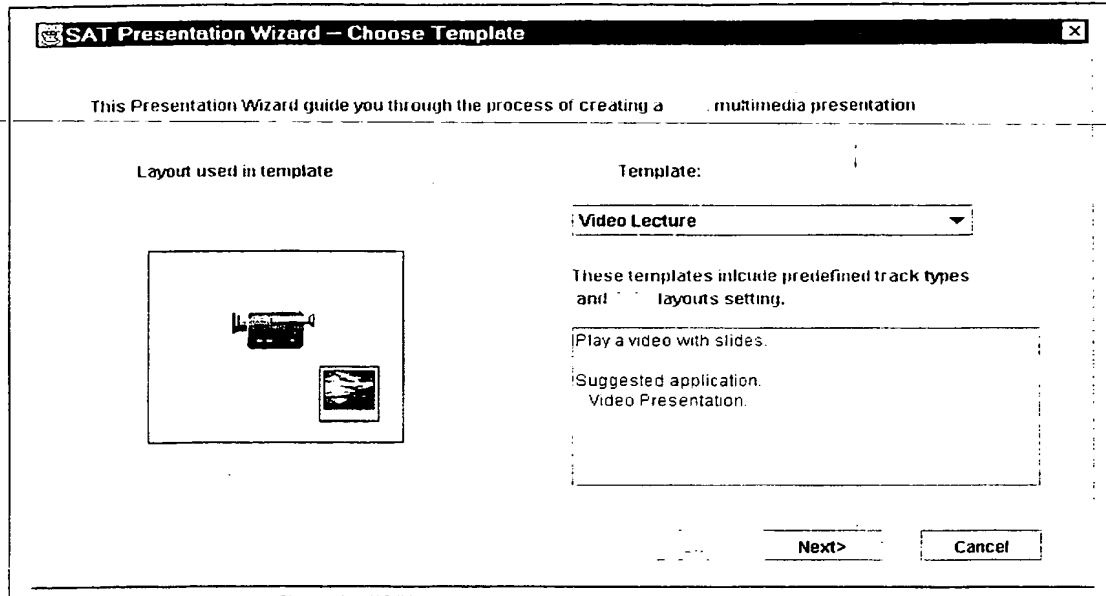 SAT Presentation Wizard – Choose Template
This Presentation Wizard guide you through the process of creating a multimedia presentation
Layout used in template
Template:
Video Lecture
These templates inlcude predefined track types
and layouts setting.
Play a video with slides.
Suggested application.
Video Presentation.
Next>
Cancel